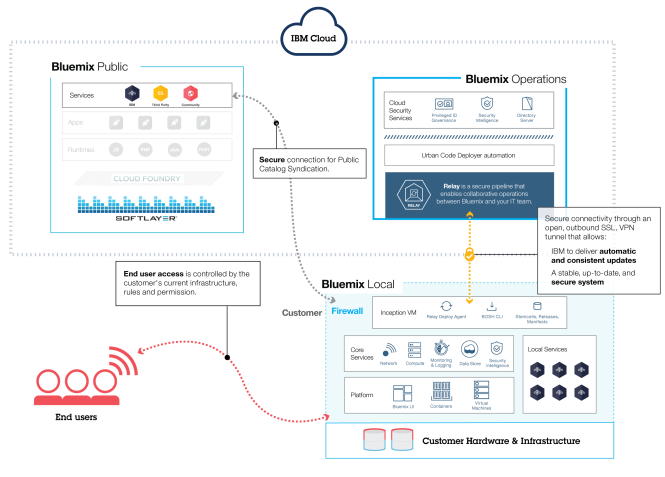 IBM Cloud
Bluemix Public
Services
IBM
Third Party
Community
Apps
Runtimes
JS
PHP
JAVA
RUBY
CLOUD FOUNDRY
SOFTLAYER
Secure connection for Public
Catalog Syndication.
Bluemix Operations
Cloud
Security
Services
Privileged ID
Governance
Security
Intelligence
Directory
Server
Urban Code Deployer automation
RELAY
Relay is a secure pipeline that
enables collaborative operations
between Bluemix and your IT team.
Secure connectivity through an
open, outbound SSL, VPN
tunnel that allows:
IBM to deliver automatic
and consistent updates
A stable, up-to-date, and
secure system
End user access is controlled by the
customer's current infrastructure,
rules and permission.
Bluemix Local
Customer
Firewall
Inception VM
Relay Deploy Agent
BOSH CLI
Stemcells, Releases,
Manifests
Core
Services
Network
Compute
Monitoring
& Logging
Data Store
Security
Intelligence
Local Services
Platform
Bluemix UI
Containers
Virtual
Machines
End users
Customer Hardware & Infrastructure